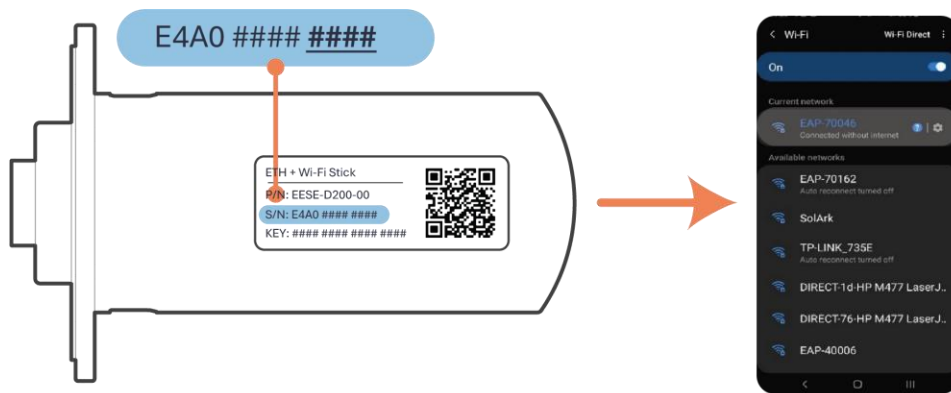 E4A0 #### ####
ETH + Wi-Fi Stick
P/N: EESE-D200-00
S/N: E4A0 #### ####
KEY: #### #### #### ####
Wi-Fi
Wi-Fi Direct
On
Current network
EAP-70046
Connected without internet
Available networks
EAP-70162
Auto reconnect turned off
SolArk
TP-LINK_735E
Auto reconnect turned off
DIRECT-1d-HP M477 LaserJ..
DIRECT-76-HP M477 LaserJ..
EAP-40006